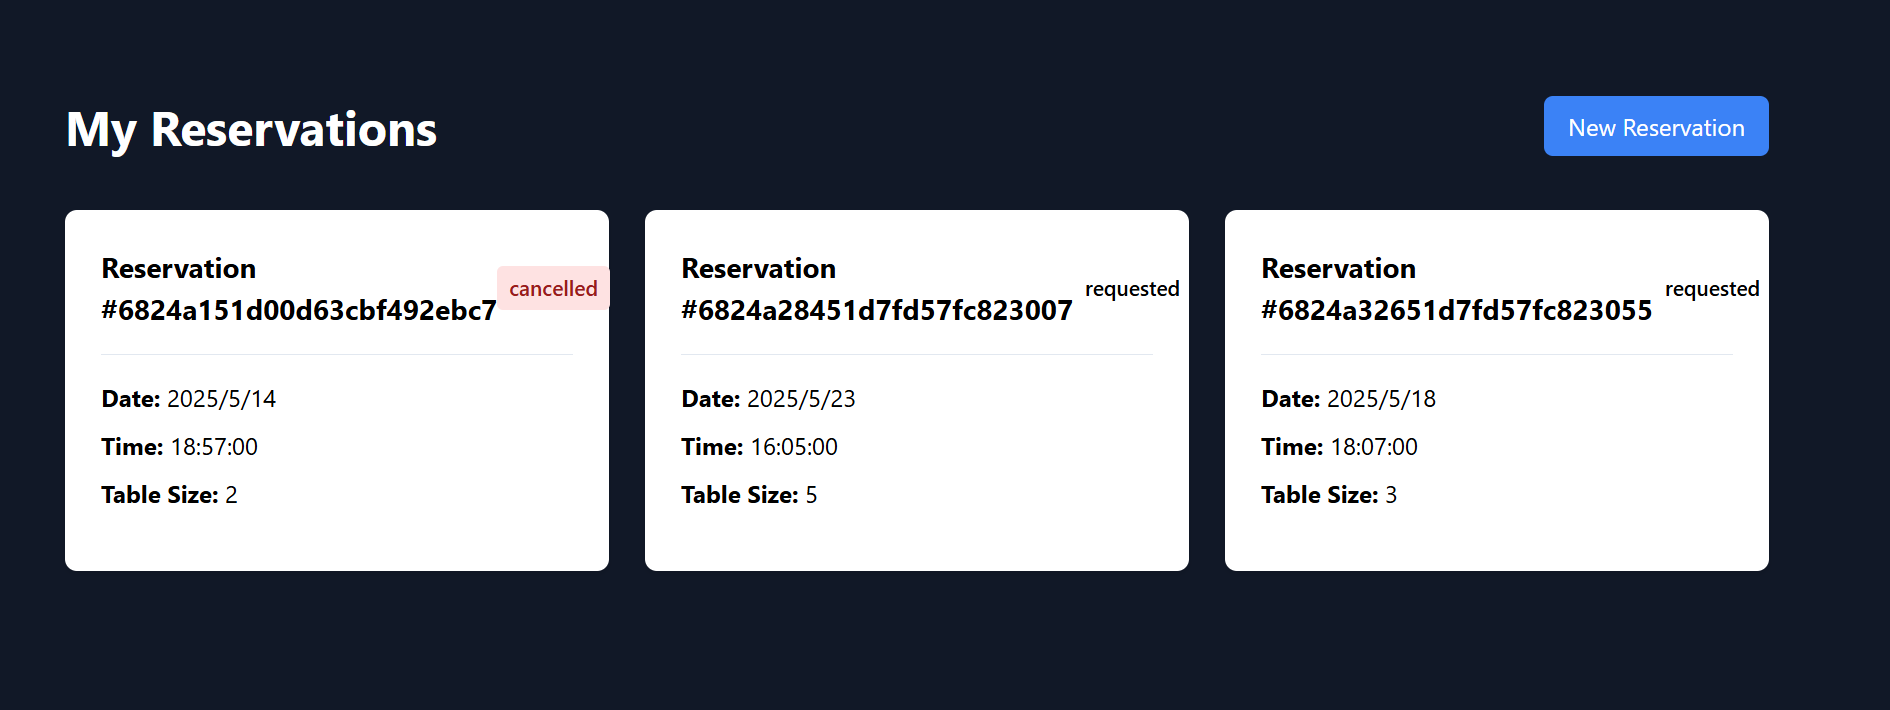 My Reservations
New Reservation
Reservation
#6824a151d00d63cbf492ebc7
cancelled
Date: 2025/5/14
Time: 18:57:00
Table Size: 2
Reservation
#6824a28451d7fd57fc823007
requested
Date: 2025/5/23
Time: 16:05:00
Table Size: 5
Reservation
#6824a32651d7fd57fc823055
requested
Date: 2025/5/18
Time: 18:07:00
Table Size: 3